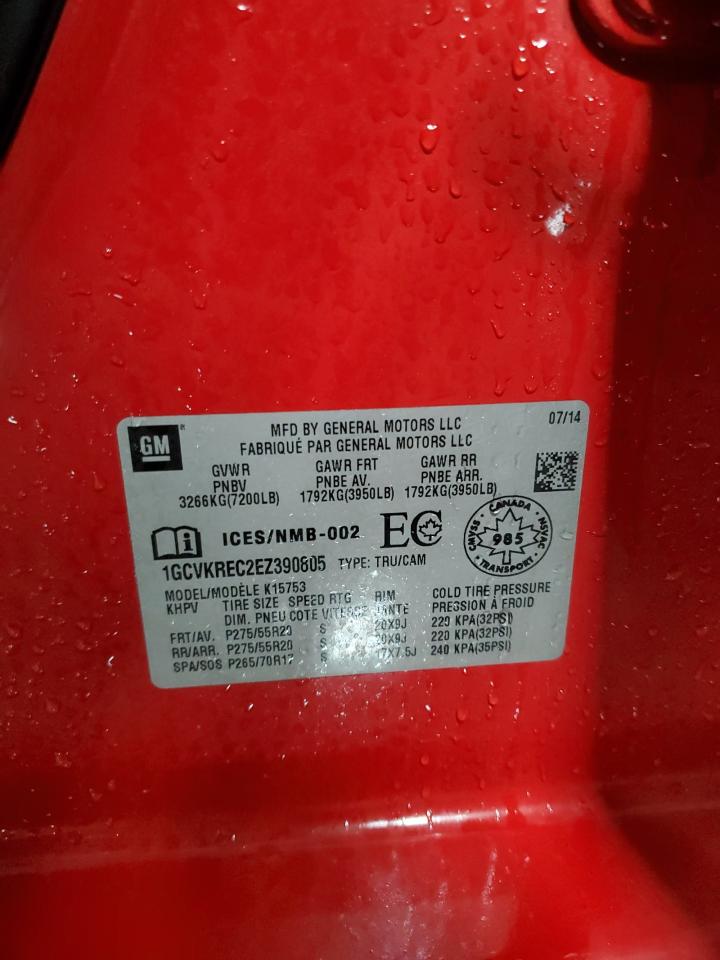 GM
MFD BY GENERAL MOTORS LLC 07/14
FABRIQUÉ PAR GENERAL MOTORS LLC
GVWR GAWR FRT GAWR RR
PNBV PNBE AV. PNBE ARR.
3266KG(7200LB) 1792KG(3950LB) 1792KG(3950LB)
ICES/NMB-002 EC
CANADA · NSVAC · TRANSPORT · CMVSS
985
1GCVKREC2EZ390805 TYPE: TRU/CAM
MODEL/MODÈLE K15753 COLD TIRE PRESSURE
KHPV TIRE SIZE SPEED RTG RIM PRESSION À FROID
DIM. PNEU COTE VITESSE JANTE
FRT/AV. P275/55R20 S 20X9J 220 KPA(32PSI)
RR/ARR. P275/55R20 S 20X9J 220 KPA(32PSI)
SPA/SOS P265/70R17 S 17X7.5J 240 KPA(35PSI)